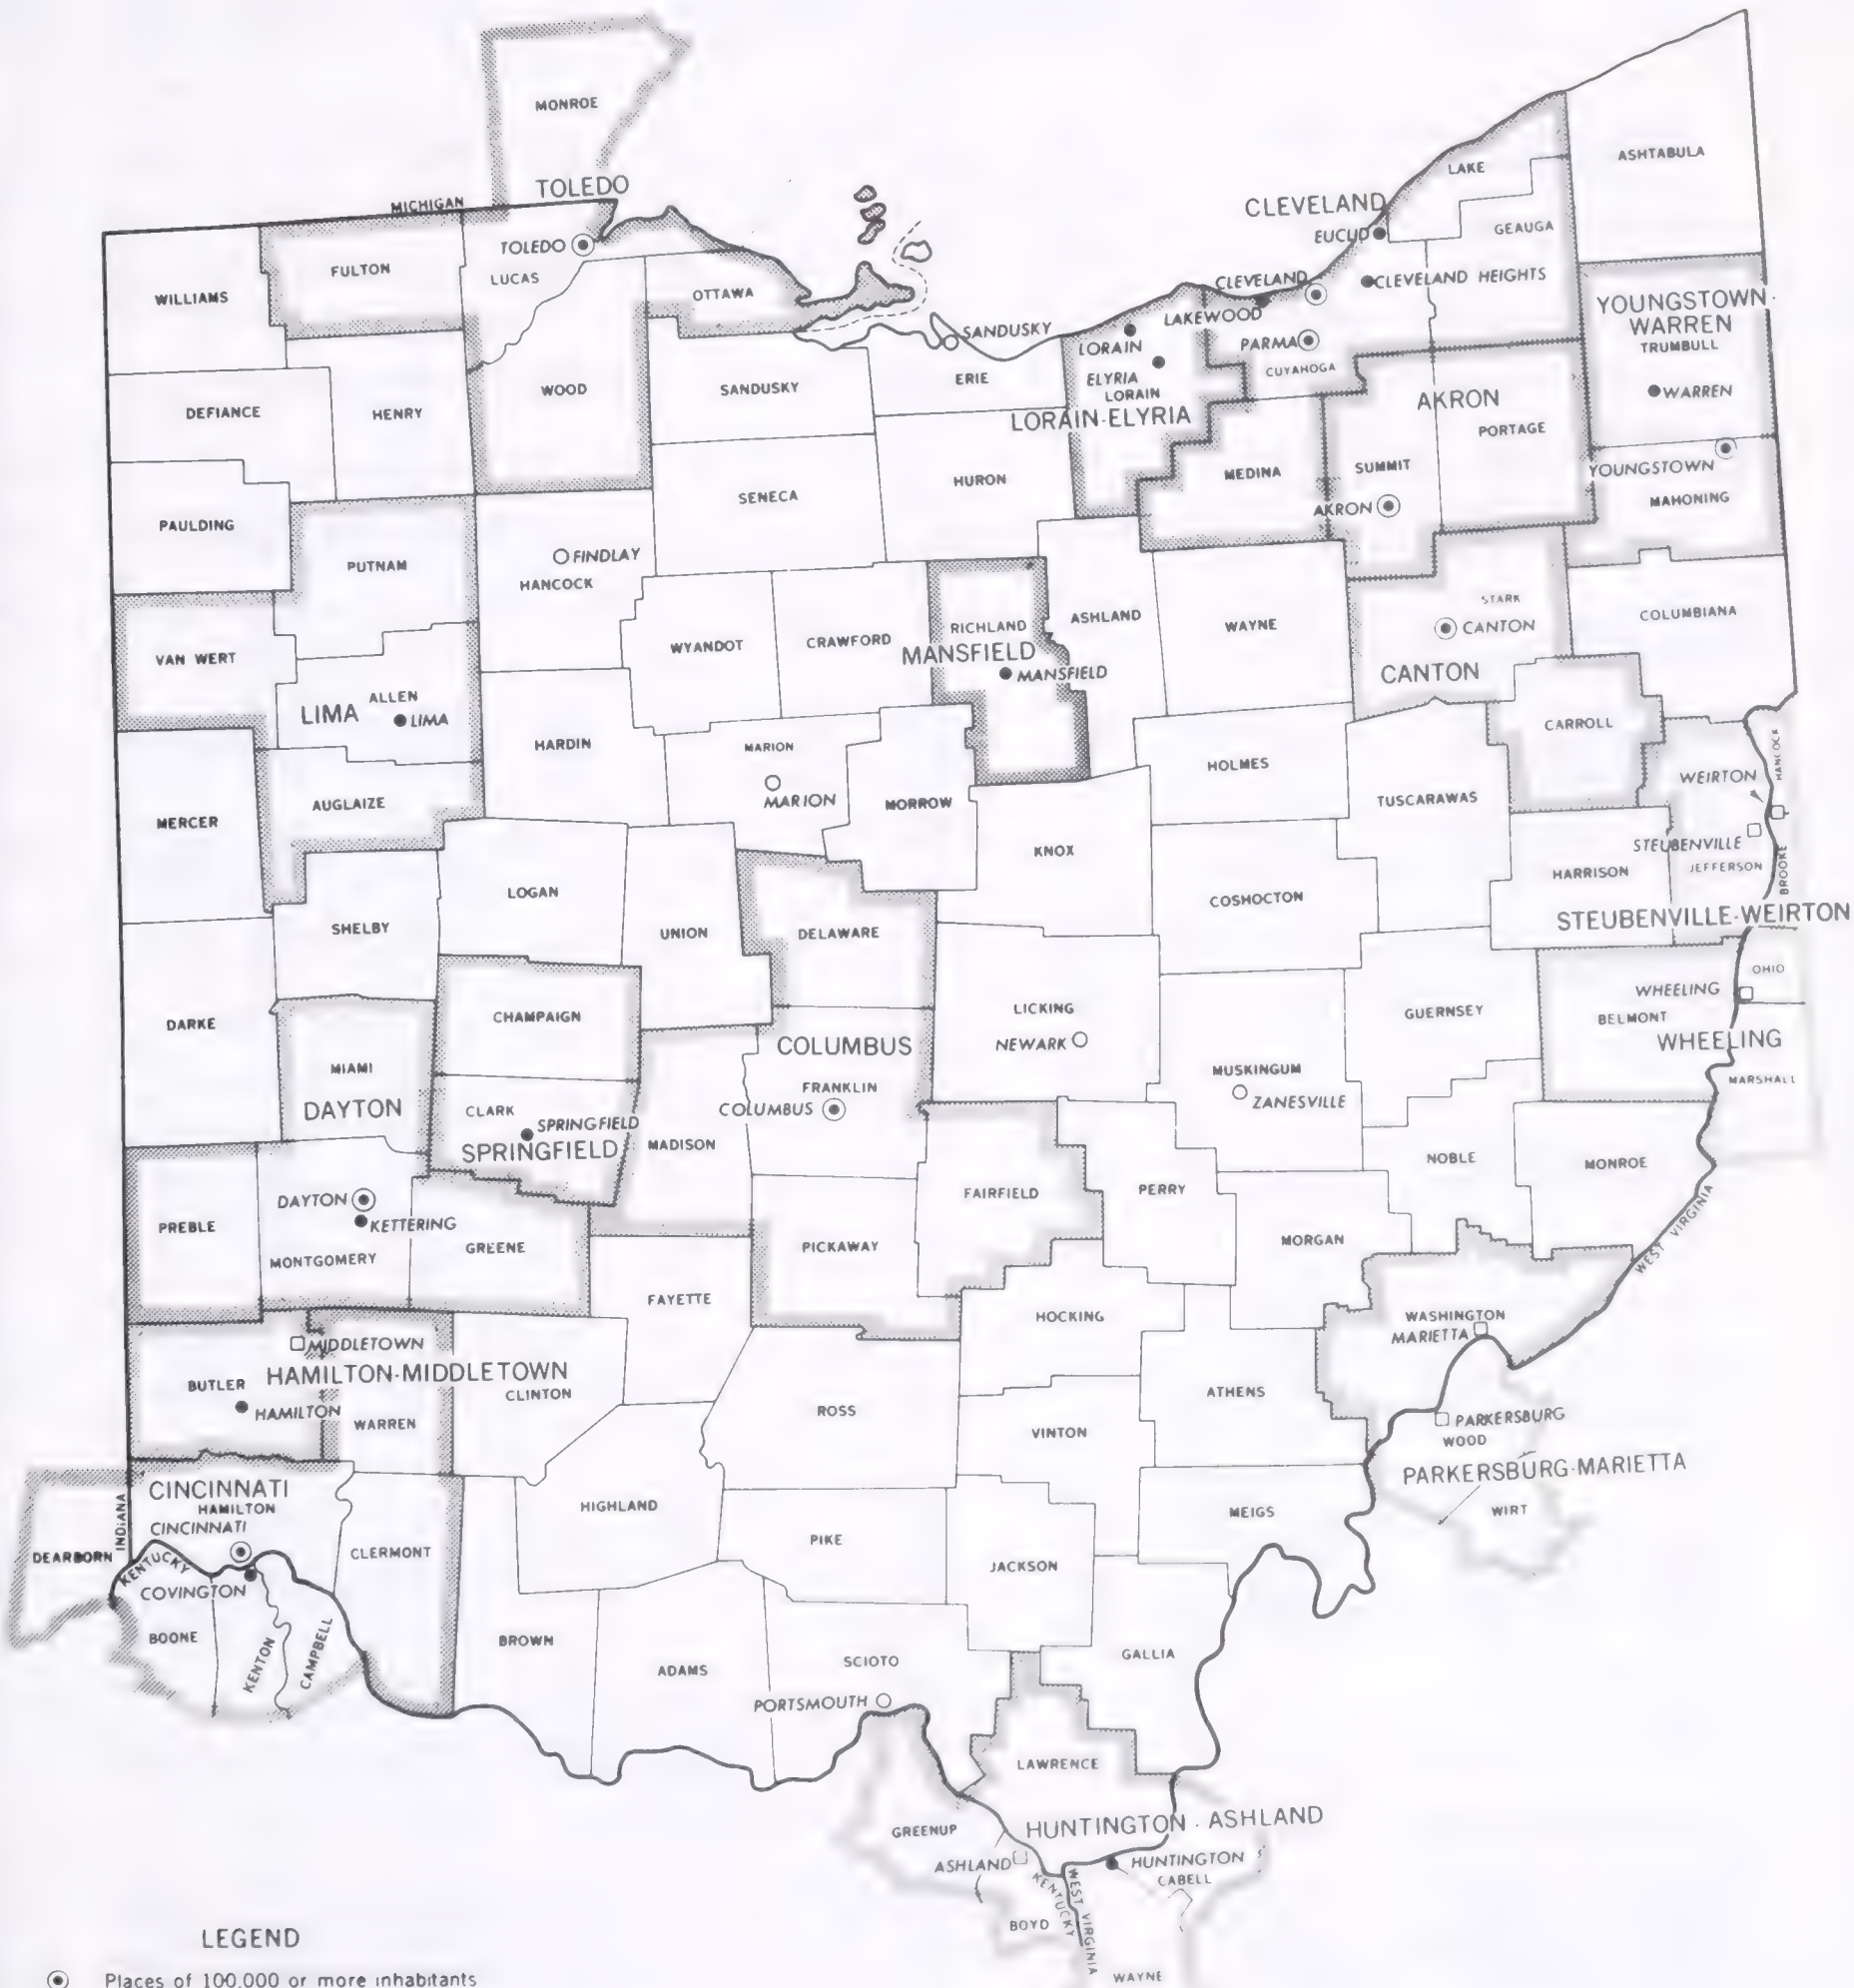 MONROE
TOLEDO
MICHIGAN
ASHTABULA
LAKE
CLEVELAND
EUCLID
GEAUGA
TOLEDO
FULTON
LUCAS
WILLIAMS
OTTAWA
CLEVELAND
CLEVELAND HEIGHTS
YOUNGSTOWN-
WARREN
TRUMBULL
LAKEWOOD
SANDUSKY
LORAIN
PARMA
CUYAHOGA
ELYRIA
LORAIN
LORAIN-ELYRIA
WARREN
AKRON
PORTAGE
WOOD
SANDUSKY
ERIE
DEFIANCE
HENRY
MEDINA
SUMMIT
YOUNGSTOWN
MAHONING
AKRON
HURON
SENECA
PAULDING
FINDLAY
HANCOCK
PUTNAM
STARK
CANTON
COLUMBIANA
ASHLAND
WAYNE
RICHLAND
MANSFIELD
MANSFIELD
CRAWFORD
WYANDOT
VAN WERT
ALLEN
LIMA
LIMA
CANTON
CARROLL
HANCOCK
WEIRTON
HARDIN
MARION
MARION
MORROW
HOLMES
TUSCARAWAS
MERCER
AUGLAIZE
KNOX
STEUBENVILLE
JEFFERSON
BROOKE
HARRISON
LOGAN
COSHOCTON
STEUBENVILLE-WEIRTON
SHELBY
UNION
DELAWARE
OHIO
WHEELING
BELMONT
WHEELING
MARSHALL
DARKE
CHAMPAIGN
LICKING
NEWARK
GUERNSEY
COLUMBUS
MIAMI
DAYTON
FRANKLIN
COLUMBUS
MUSKINGUM
ZANESVILLE
CLARK
SPRINGFIELD
SPRINGFIELD
MADISON
NOBLE
MONROE
PREBLE
DAYTON
KETTERING
MONTGOMERY
GREENE
PICKAWAY
FAIRFIELD
PERRY
MORGAN
WEST VIRGINIA
FAYETTE
HOCKING
WASHINGTON
MARIETTA
MIDDLETOWN
HAMILTON-MIDDLETOWN
BUTLER
HAMILTON
WARREN
CLINTON
ROSS
ATHENS
VINTON
PARKERSBURG
WOOD
PARKERSBURG-MARIETTA
WIRT
CINCINNATI
HAMILTON
CINCINNATI
INDIANA
DEARBORN
KENTUCKY
COVINGTON
CLERMONT
HIGHLAND
PIKE
JACKSON
MEIGS
BOONE
KENTON
CAMPBELL
BROWN
ADAMS
SCIOTO
PORTSMOUTH
GALLIA
LAWRENCE
GREENUP
HUNTINGTON - ASHLAND
ASHLAND
HUNTINGTON
CABELL
KENTUCKY
WEST VIRGINIA
BOYD
WAYNE
LEGEND
Places of 100,000 or more inhabitants